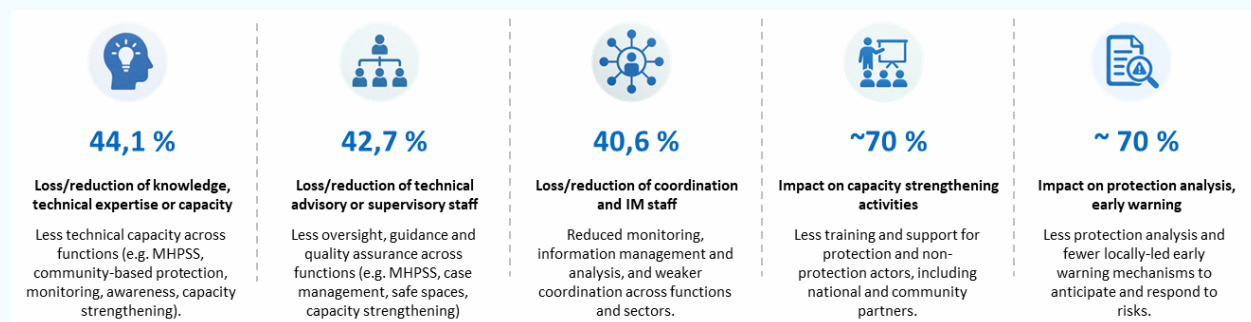 44,1 %
Loss/reduction of knowledge,
technical expertise or capacity
Less technical capacity across
functions (e.g. MHPSS,
community-based protection,
monitoring, awareness, capacity
strengthening).
42,7 %
Loss/reduction of technical
advisory or supervisory staff
Less oversight, guidance and
quality assurance across
functions (e.g. MHPSS, case
management, safe spaces,
capacity strengthening)
40,6 %
Loss/reduction of coordination
and IM staff
Reduced monitoring,
information management and
analysis, and weaker
coordination across functions
and sectors.
~70 %
Impact on capacity strengthening
activities
Less training and support for
protection and non-
protection actors, including
national and community
partners.
~ 70 %
Impact on protection analysis,
early warning
Less protection analysis and
fewer locally-led early
warning mechanisms to
anticipate and respond to
risks.